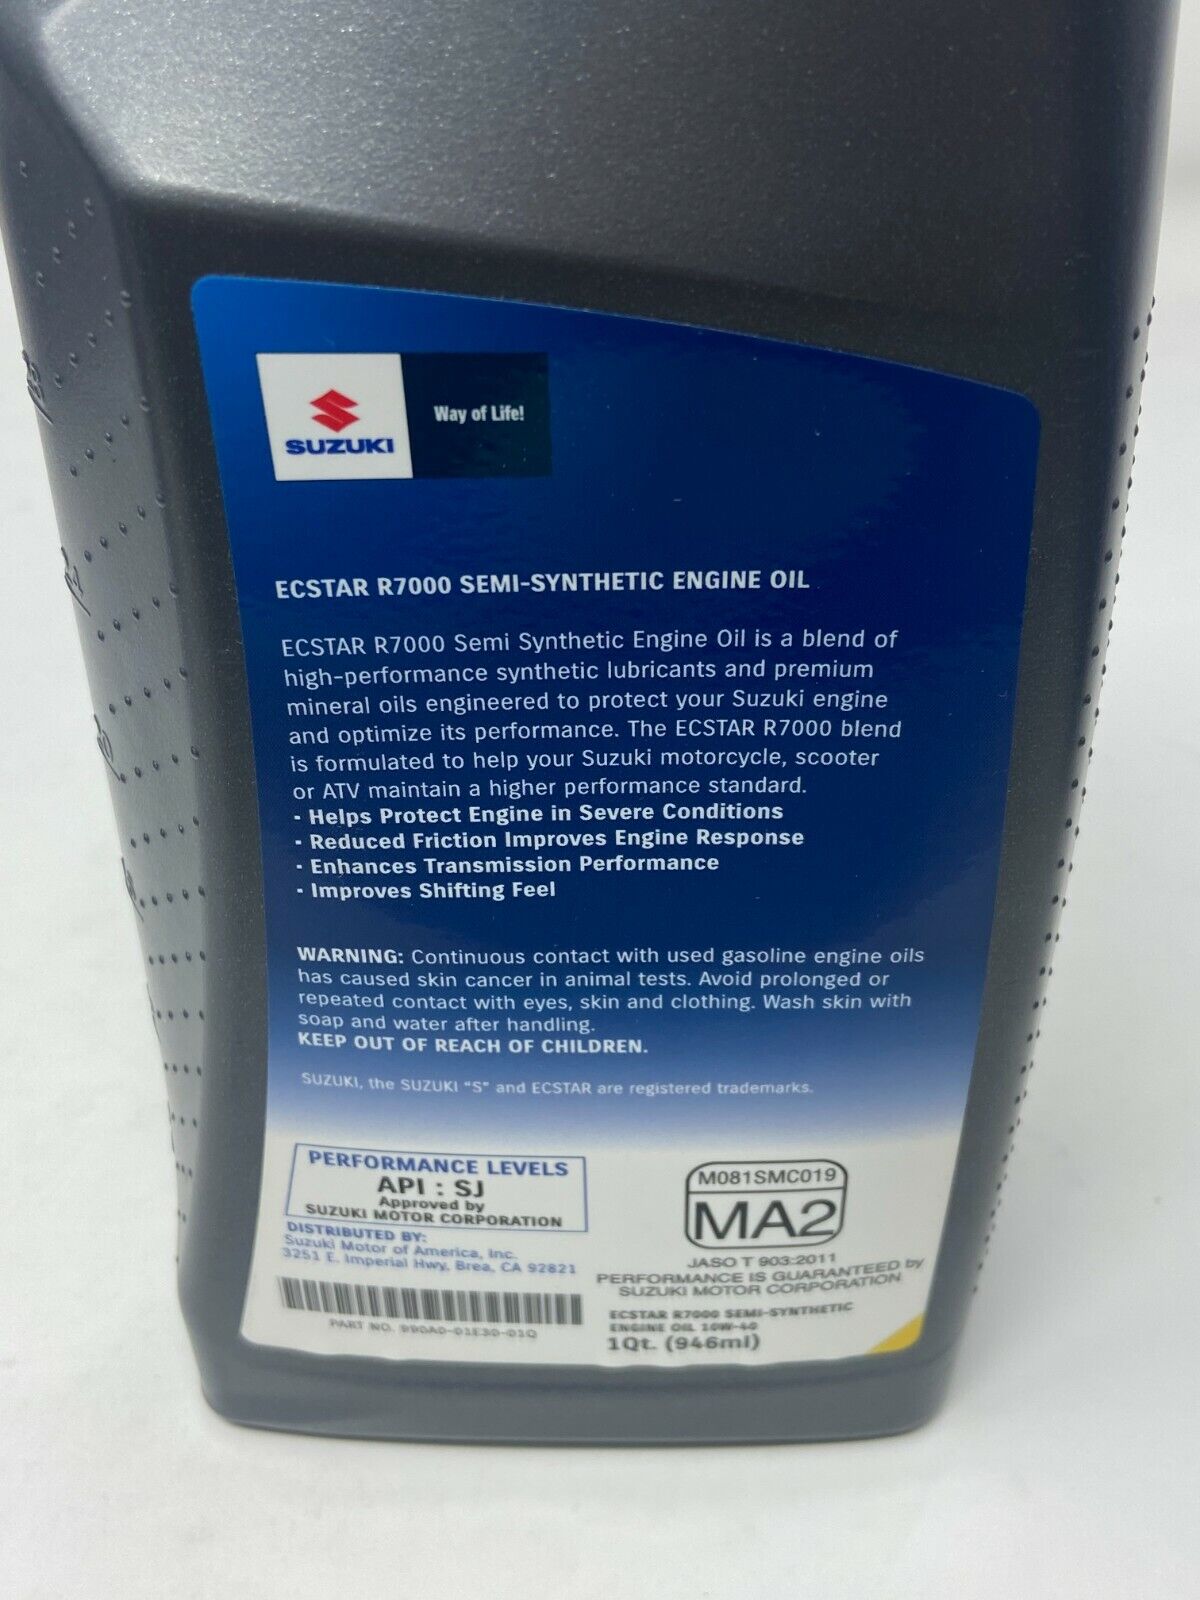 SUZUKI
Way of Life!
ECSTAR R7000 SEMI-SYNTHETIC ENGINE OIL
ECSTAR R7000 Semi Synthetic Engine Oil is a blend of
high-performance synthetic lubricants and premium
mineral oils engineered to protect your Suzuki engine
and optimize its performance. The ECSTAR R7000 blend
is formulated to help your Suzuki motorcycle, scooter
or ATV maintain a higher performance standard.
- Helps Protect Engine in Severe Conditions
- Reduced Friction Improves Engine Response
- Enhances Transmission Performance
- Improves Shifting Feel
WARNING: Continuous contact with used gasoline engine oils
has caused skin cancer in animal tests. Avoid prolonged or
repeated contact with eyes, skin and clothing. Wash skin with
soap and water after handling.
KEEP OUT OF REACH OF CHILDREN.
SUZUKI, the SUZUKI "S" and ECSTAR are registered trademarks.
PERFORMANCE LEVELS
API : SJ
Approved by
SUZUKI MOTOR CORPORATION
DISTRIBUTED BY:
Suzuki Motor of America, Inc.
3251 E. Imperial Hwy, Brea, CA 92821
PART NO. 990A0-01E30-01Q
M081SMC019
MA2
JASO T 903:2011
PERFORMANCE IS GUARANTEED by
SUZUKI MOTOR CORPORATION
ECSTAR R7000 SEMI-SYNTHETIC
ENGINE OIL 10W-40
1Qt. (946ml)